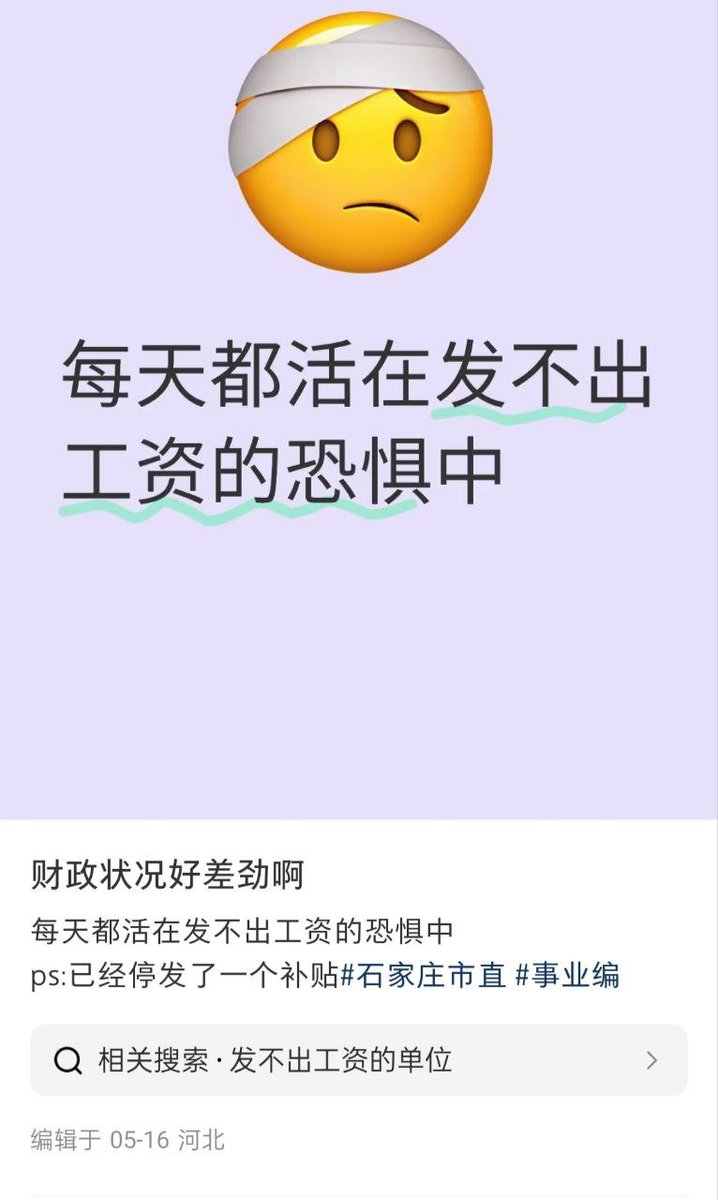 每天都活在发不出
工资的恐惧中
财政状况好差劲啊
每天都活在发不出工资的恐惧中
ps:已经停发了一个补贴#石家庄市直 #事业编
相关搜索·发不出工资的单位
编辑于 05-16 河北